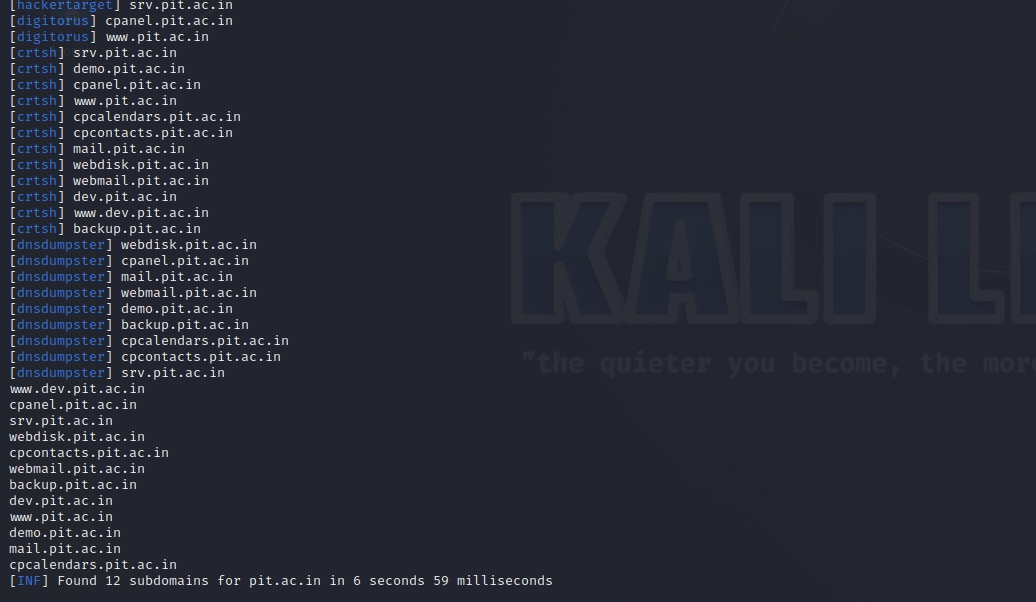 [hackertarget] srv.pit.ac.in
[digitorus] cpanel.pit.ac.in
[digitorus] www.pit.ac.in
[crtsh] srv.pit.ac.in
[crtsh] demo.pit.ac.in
[crtsh] cpanel.pit.ac.in
[crtsh] www.pit.ac.in
[crtsh] cpcalendars.pit.ac.in
[crtsh] cpcontacts.pit.ac.in
[crtsh] mail.pit.ac.in
[crtsh] webdisk.pit.ac.in
[crtsh] webmail.pit.ac.in
[crtsh] dev.pit.ac.in
[crtsh] www.dev.pit.ac.in
[crtsh] backup.pit.ac.in
[dnsdumpster] webdisk.pit.ac.in
[dnsdumpster] cpanel.pit.ac.in
[dnsdumpster] mail.pit.ac.in
[dnsdumpster] webmail.pit.ac.in
[dnsdumpster] demo.pit.ac.in
[dnsdumpster] backup.pit.ac.in
[dnsdumpster] cpcalendars.pit.ac.in
[dnsdumpster] cpcontacts.pit.ac.in
[dnsdumpster] srv.pit.ac.in
www.dev.pit.ac.in
cpanel.pit.ac.in
srv.pit.ac.in
webdisk.pit.ac.in
cpcontacts.pit.ac.in
webmail.pit.ac.in
backup.pit.ac.in
dev.pit.ac.in
www.pit.ac.in
demo.pit.ac.in
mail.pit.ac.in
cpcalendars.pit.ac.in
[INF] Found 12 subdomains for pit.ac.in in 6 seconds 59 milliseconds
KALI LI
"the quieter you become, the more